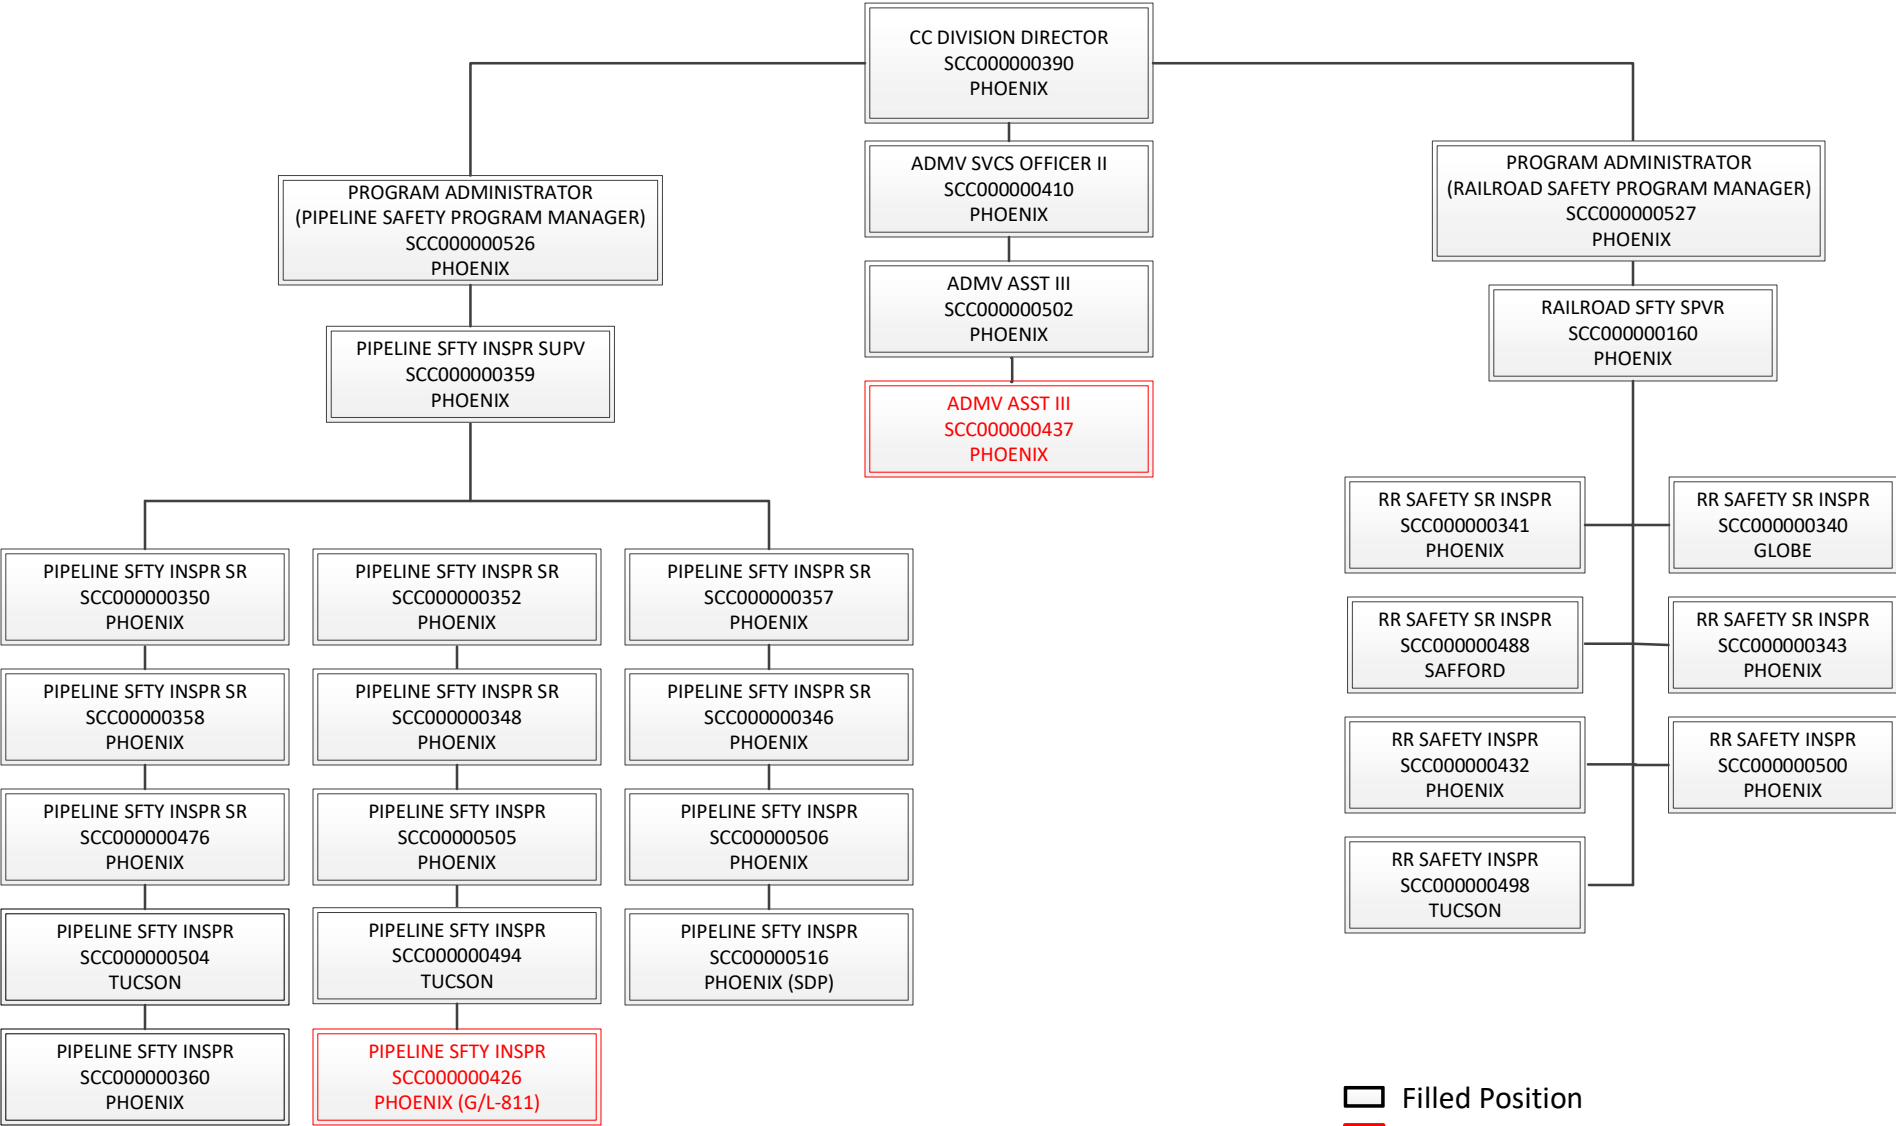 CC DIVISION DIRECTOR
SCC000000390
PHOENIX
ADMV SVCS OFFICER II
SCC000000410
PHOENIX
ADMV ASST III
SCC000000502
PHOENIX
ADMV ASST III
SCC000000437
PHOENIX
PROGRAM ADMINISTRATOR
(PIPELINE SAFETY PROGRAM MANAGER)
SCC000000526
PHOENIX
PIPELINE SFTY INSPR SUPV
SCC000000359
PHOENIX
PIPELINE SFTY INSPR SR
SCC000000350
PHOENIX
PIPELINE SFTY INSPR SR
SCC00000358
PHOENIX
PIPELINE SFTY INSPR SR
SCC000000476
PHOENIX
PIPELINE SFTY INSPR
SCC000000504
TUCSON
PIPELINE SFTY INSPR
SCC000000360
PHOENIX
PIPELINE SFTY INSPR SR
SCC000000352
PHOENIX
PIPELINE SFTY INSPR SR
SCC000000348
PHOENIX
PIPELINE SFTY INSPR
SCC00000505
PHOENIX
PIPELINE SFTY INSPR
SCC000000494
TUCSON
PIPELINE SFTY INSPR
SCC000000426
PHOENIX (G/L-811)
PIPELINE SFTY INSPR SR
SCC000000357
PHOENIX
PIPELINE SFTY INSPR SR
SCC000000346
PHOENIX
PIPELINE SFTY INSPR
SCC00000506
PHOENIX
PIPELINE SFTY INSPR
SCC00000516
PHOENIX (SDP)
PROGRAM ADMINISTRATOR
(RAILROAD SAFETY PROGRAM MANAGER)
SCC000000527
PHOENIX
RAILROAD SFTY SPVR
SCC000000160
PHOENIX
RR SAFETY SR INSPR
SCC000000341
PHOENIX
RR SAFETY SR INSPR
SCC000000340
GLOBE
RR SAFETY SR INSPR
SCC000000488
SAFFORD
RR SAFETY SR INSPR
SCC000000343
PHOENIX
RR SAFETY INSPR
SCC000000432
PHOENIX
RR SAFETY INSPR
SCC000000500
PHOENIX
RR SAFETY INSPR
SCC000000498
TUCSON
Filled Position